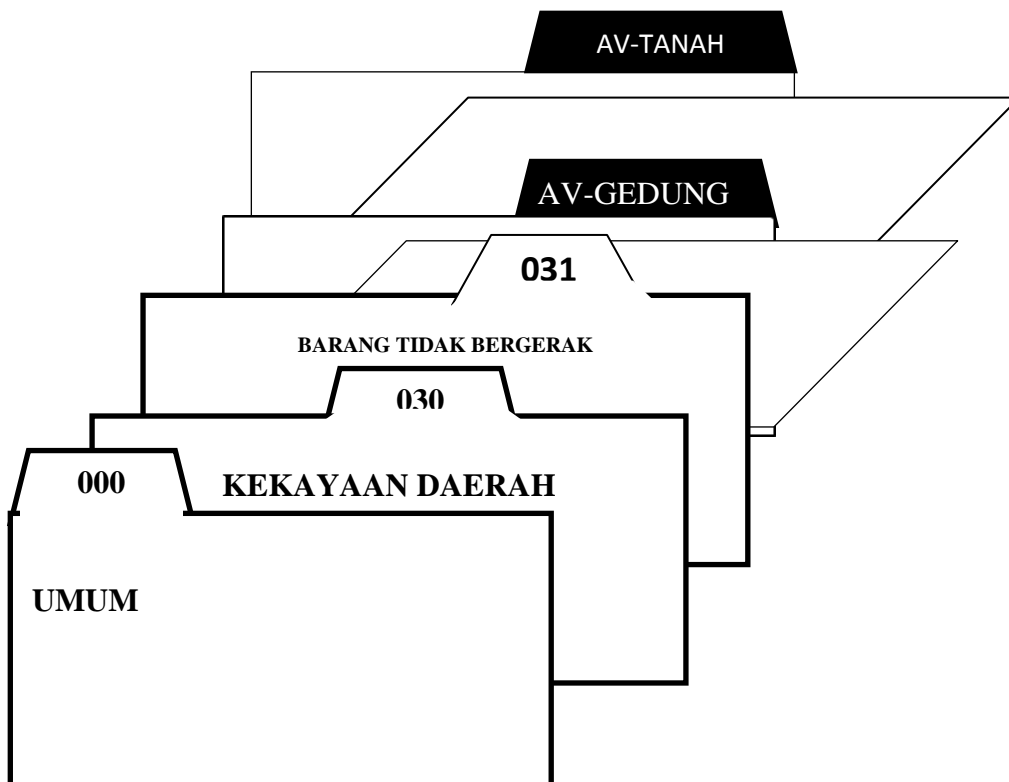 AV-TANAH
AV-GEDUNG
031
BARANG TIDAK BERGERAK
030
000
KEKAYAAN DAERAH
UMUM